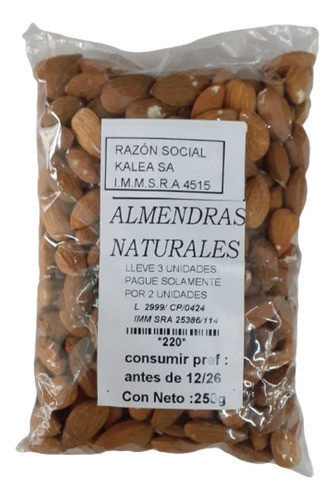 RAZÓN SOCIAL
KALEA SA
I.M.M.S.R.A 4515
ALMENDRAS
NATURALES
LLEVE 3 UNIDADES
PAGUE SOLAMENTE
POR 2 UNIDADES
L 2999/ CP/0424
IMM SRA 25386/114
*220*
consumir pref :
antes de 12/26
Con Neto :250g